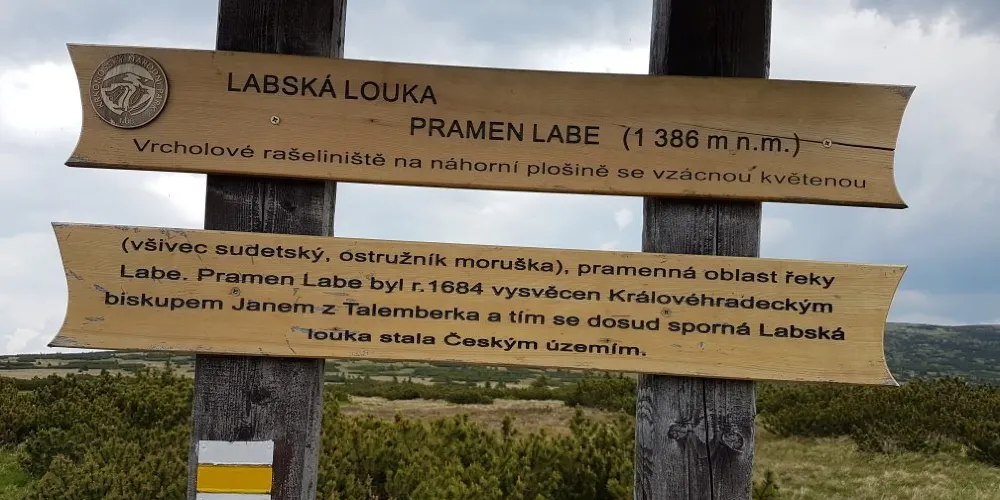 LABSKÁ LOUKA
PRAMEN LABE (1 386 m n.m.)
Vrcholové rašeliniště na náhorní plošině se vzácnou květenou
(všivec sudetský, ostružník moruška), pramenná oblast řeky
Labe. Pramen Labe byl r.1684 vysvěcen Královéhradeckým
biskupem Janem z Talemberka a tím se dosud sporná Labská
louka stala Českým územím.